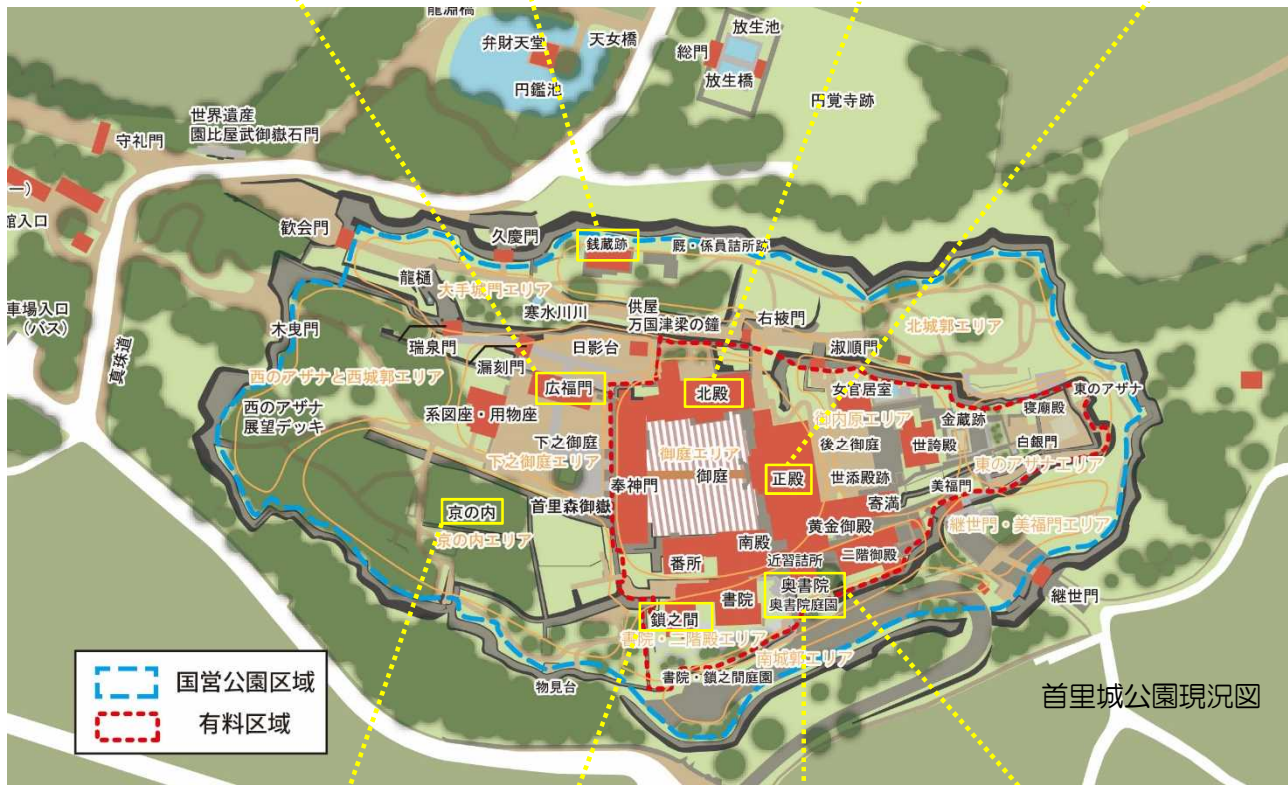 龍淵橋
弁財天堂
天女橋
円鑑池
放生池
総門
放生橋
円覚寺跡
世界遺産
園比屋武御嶽石門
守礼門
ー)
館入口
車場入口
(バス)
真珠道
歓会門
久慶門
銭蔵跡
厩・係員詰所跡
龍樋
大手城門エリア
寒水川川
供屋
万国津梁の鐘
右掖門
北城郭エリア
木曳門
瑞泉門
漏刻門
日影台
淑順門
西のアザナと西城郭エリア
広福門
北殿
女官居室
東のアザナ
西のアザナ
展望デッキ
系図座・用物座
御内原エリア
金蔵跡
寝廟殿
下之御庭
下之御庭エリア
御庭エリア
御庭
後之御庭
世誇殿
白銀門
東のアザナエリア
奉神門
正殿
世添殿跡
美福門
寄満
首里森御嶽
京の内
京の内エリア
黄金御殿
継世門・美福門エリア
南殿
近習詰所
二階御殿
番所
奥書院
奥書院庭園
書院
継世門
鎖之間
書院・二階殿エリア
南城郭エリア
書院・鎖之間庭園
物見台
国営公園区域
有料区域
首里城公園現況図